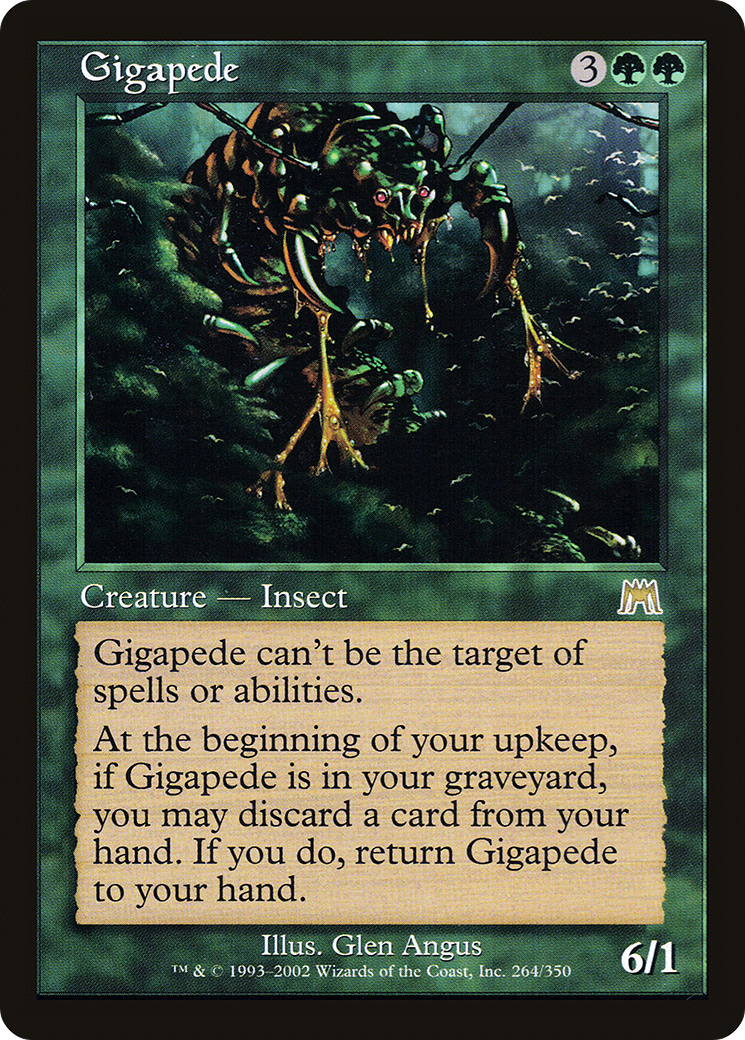 Gigapede 3
Creature — Insect
Gigapede can't be the target of
spells or abilities.
At the beginning of your upkeep,
if Gigapede is in your graveyard,
you may discard a card from your
hand. If you do, return Gigapede
to your hand.
Illus. Glen Angus
™ & © 1993–2002 Wizards of the Coast, Inc. 264/350
6/1